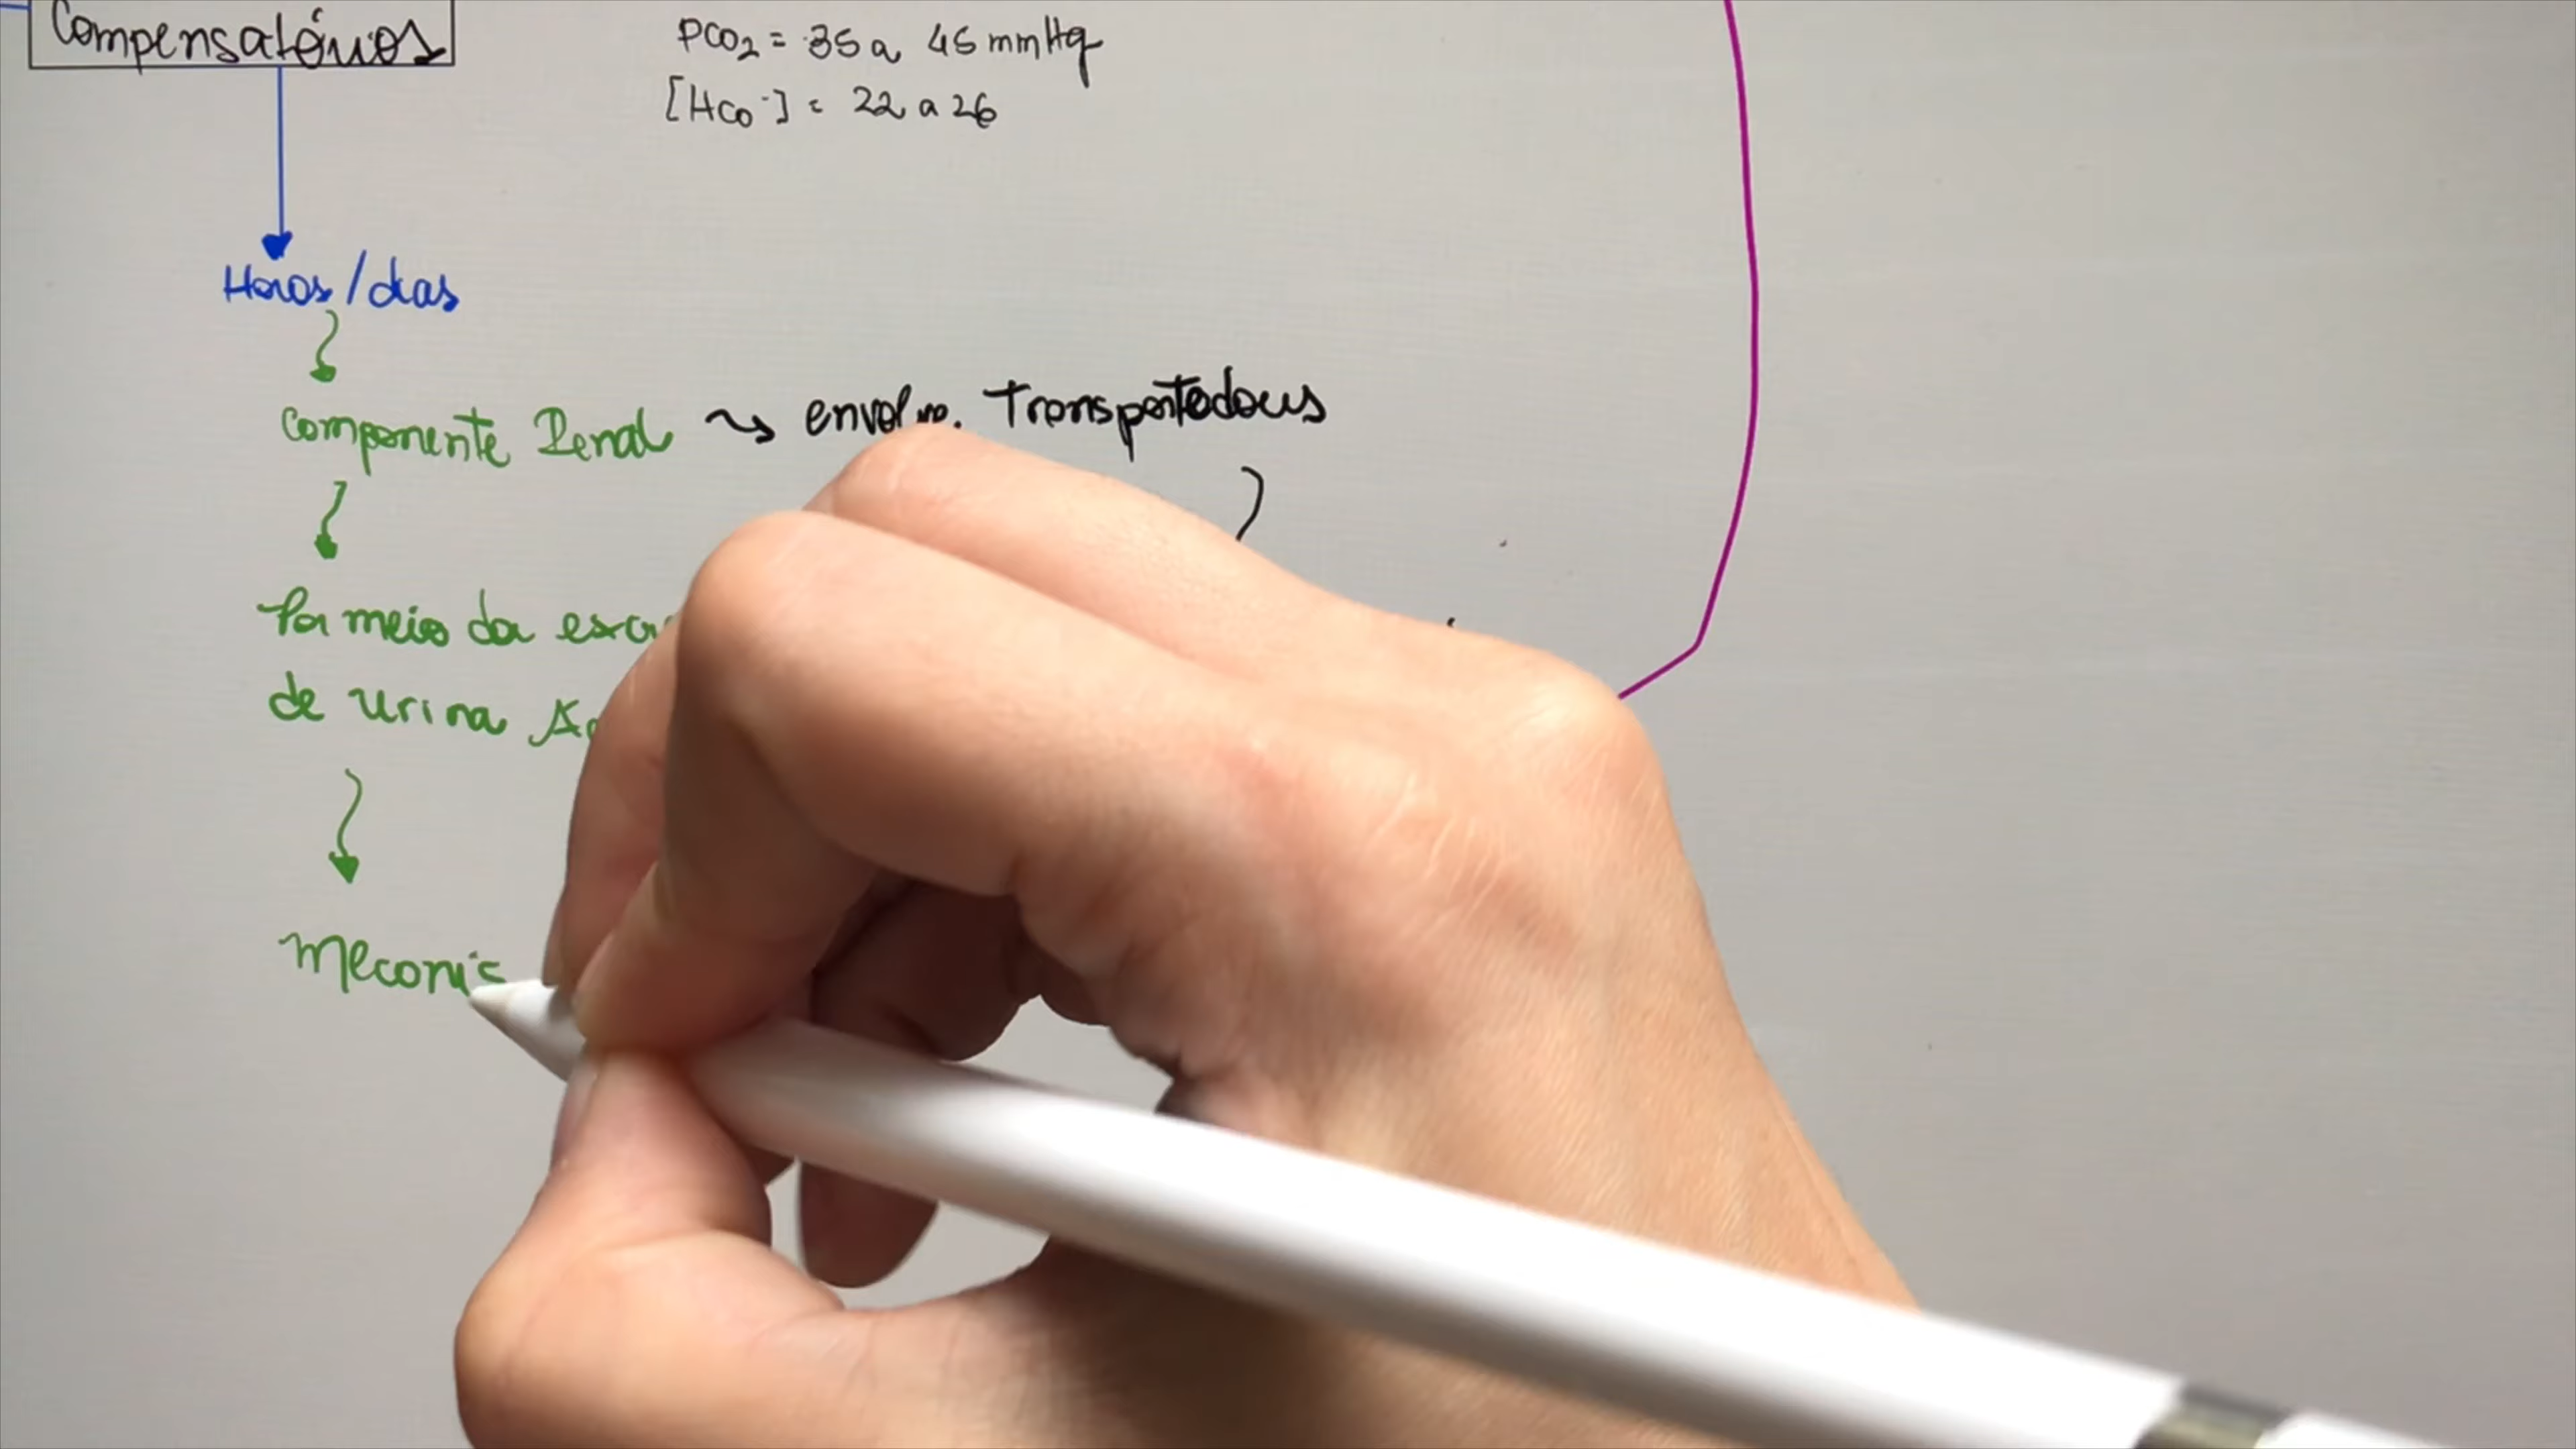 Compensatórios
PCO2 = 35 a 45 mmHg
[HCO-] = 22 a 26
Horas/dias
Componente Renal ⤳ envolve Transportadores
Por meio da
de Urina